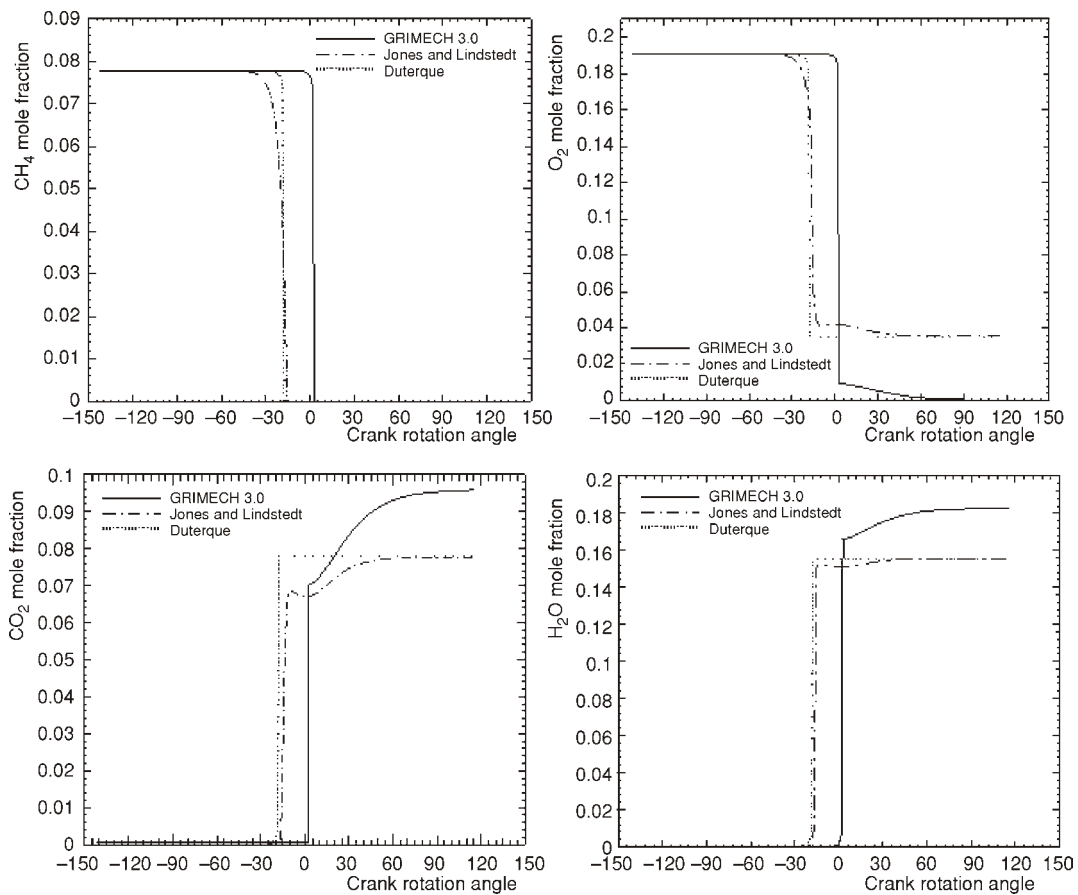 CH4 mole fraction
0.09
0.08
0.07
0.06
0.05
0.04
0.03
0.02
0.01
0
GRIMECH 3.0
Jones and Lindstedt
Duterque
−150 −120 −90 −60 −30 0 30 60 90 120 150
Crank rotation angle
O2 mole fraction
0.2
0.18
0.16
0.14
0.12
0.1
0.08
0.06
0.04
0.02
0
GRIMECH 3.0
Jones and Lindstedt
Duterque
−150 −120 −90 −60 −30 0 30 60 90 120 150
Crank rotation angle
CO2 mole fraction
0.1
0.09
0.08
0.07
0.06
0.05
0.04
0.03
0.02
0.01
0
GRIMECH 3.0
Jones and Lindstedt
Duterque
−150 −120 −90 −60 −30 0 30 60 90 120 150
Crank rotation angle
H2O mole fraction
0.2
0.18
0.16
0.14
0.12
0.1
0.08
0.06
0.04
0.02
0
GRIMECH 3.0
Jones and Lindstedt
Duterque
−150 −120 −90 −60 −30 0 30 60 90 120 150
Crank rotation angle